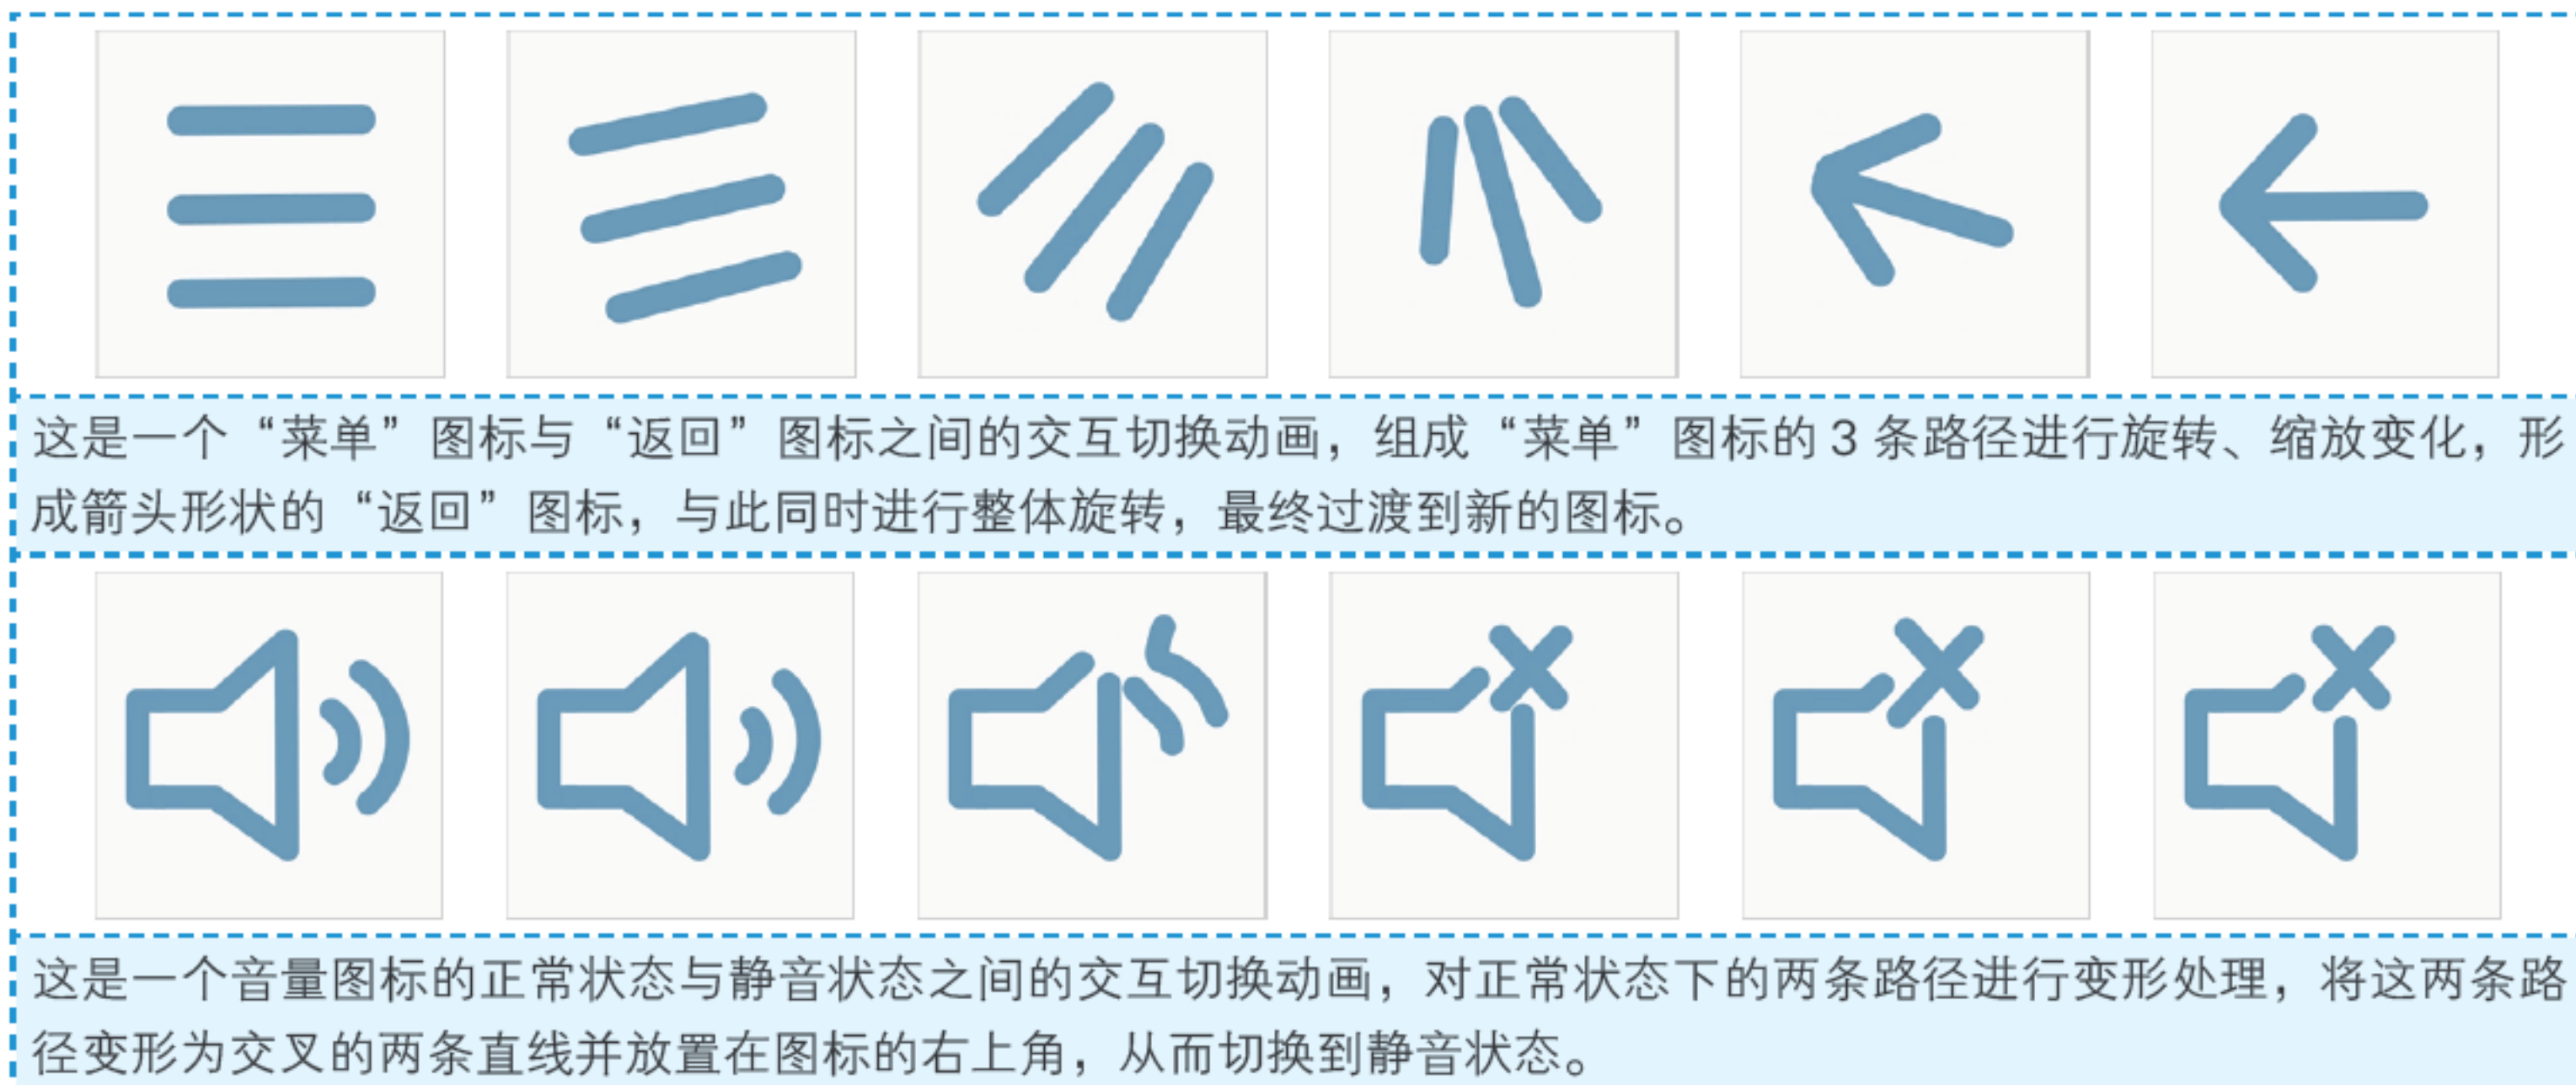 这是一个“菜单”图标与“返回”图标之间的交互切换动画，组成“菜单”图标的 3 条路径进行旋转、缩放变化，形
成箭头形状的“返回”图标，与此同时进行整体旋转，最终过渡到新的图标。
这是一个音量图标的正常状态与静音状态之间的交互切换动画，对正常状态下的两条路径进行变形处理，将这两条路
径变形为交叉的两条直线并放置在图标的右上角，从而切换到静音状态。